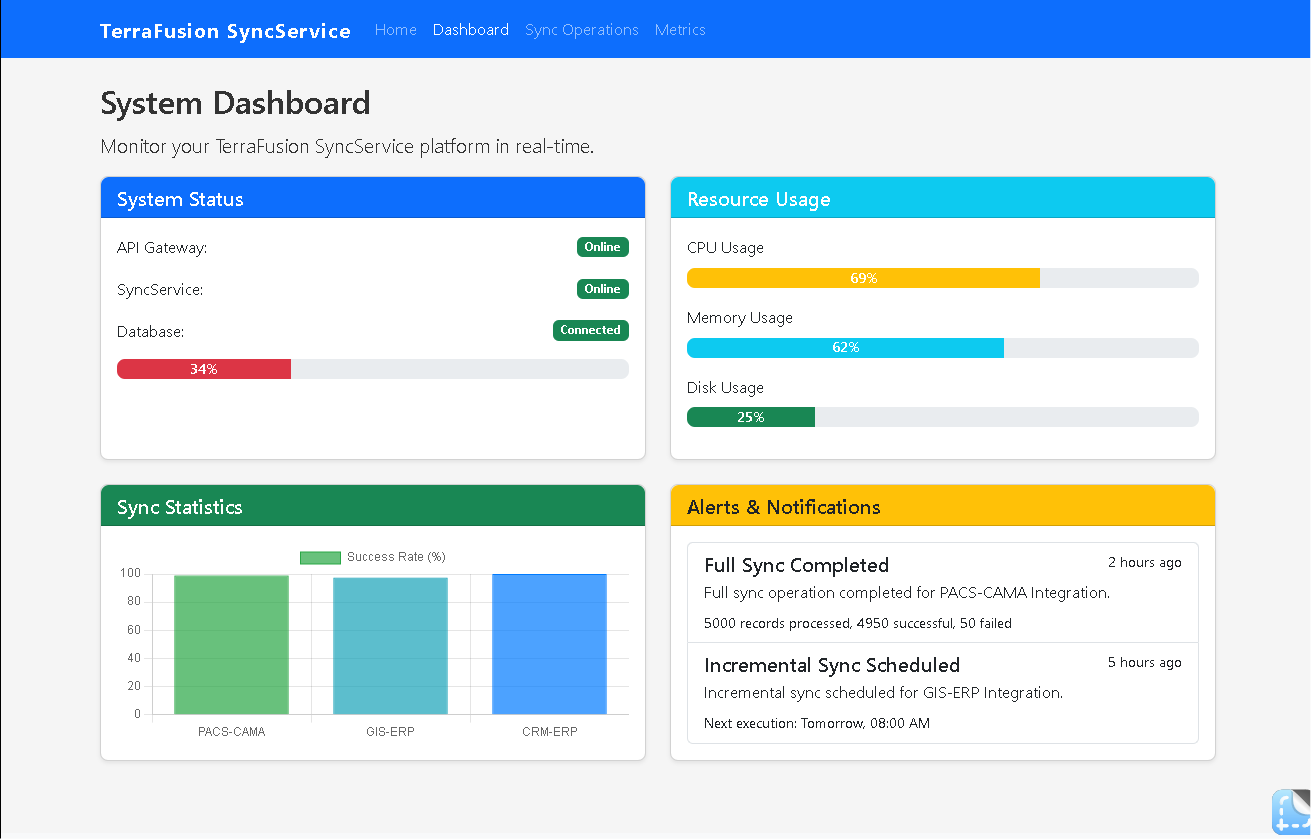 TerraFusion SyncService Home Dashboard Sync Operations Metrics
System Dashboard
Monitor your TerraFusion SyncService platform in real-time.
System Status
API Gateway: Online
SyncService: Online
Database: Connected
34%
Resource Usage
CPU Usage
69%
Memory Usage
62%
Disk Usage
25%
Sync Statistics
Success Rate (%)
100
80
60
40
20
0
PACS-CAMA GIS-ERP CRM-ERP
Alerts & Notifications
Full Sync Completed 2 hours ago
Full sync operation completed for PACS-CAMA Integration.
5000 records processed, 4950 successful, 50 failed
Incremental Sync Scheduled 5 hours ago
Incremental sync scheduled for GIS-ERP Integration.
Next execution: Tomorrow, 08:00 AM